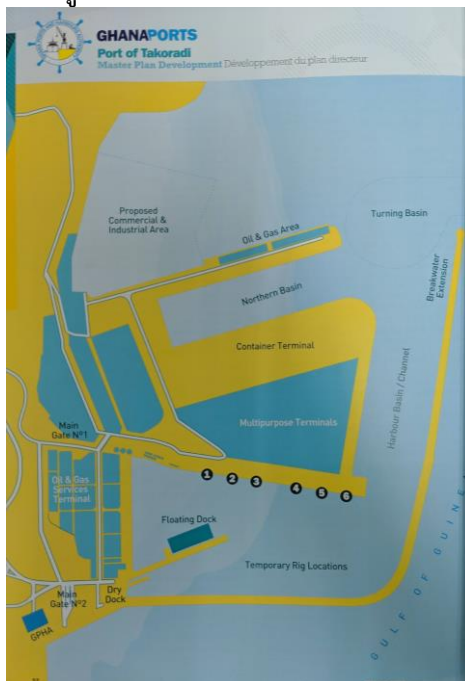 GHANAPORTS
Port of Takoradi
Master Plan Development Développement du plan directeur
Proposed
Commercial &
Industrial Area
Turning Basin
Oil & Gas Area
Breakwater
Extension
Northern Basin
Container Terminal
Harbour Basin / Channel
Multipurpose Terminals
Main
Gate Nº1
1 2 3 4 5 6
Oil & Gas
Services
Terminal
Floating Dock
Temporary Rig Locations
GULF OF GUINEA
Main
Gate Nº2
Dry
Dock
GPHA